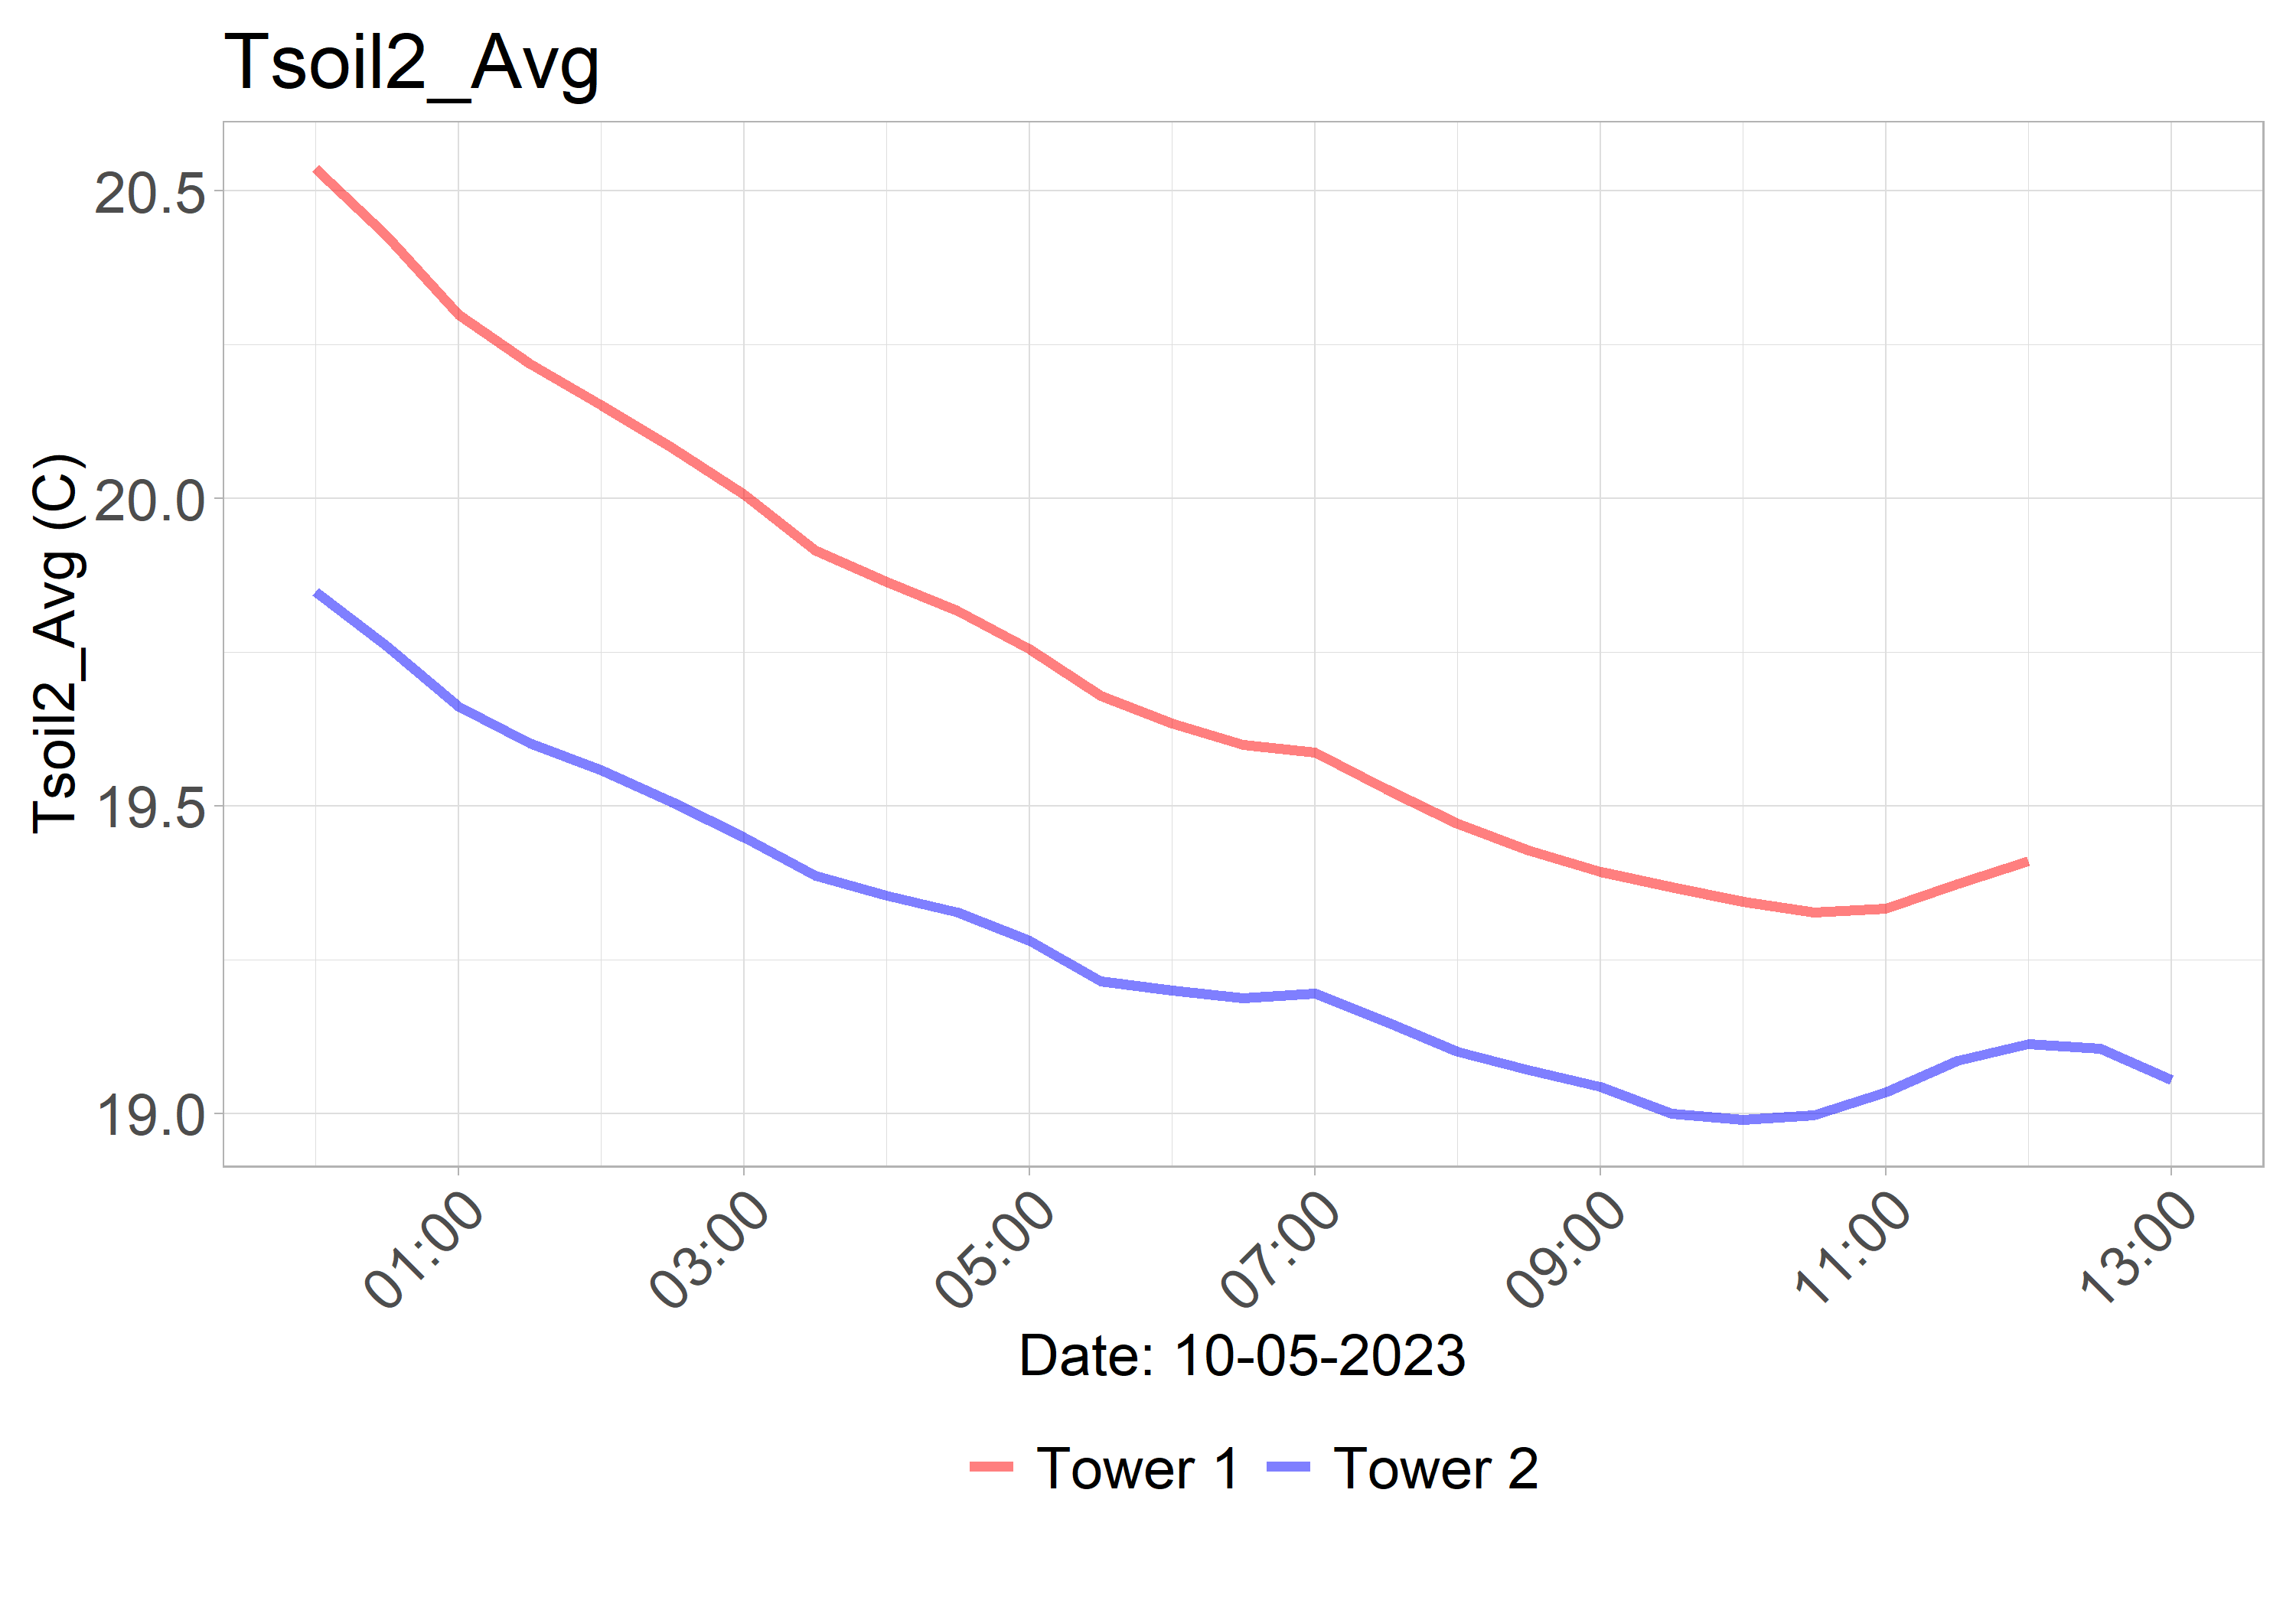 Tsoil2_Avg
Tsoil2_Avg (C)
20.5
20.0
19.5
19.0
01:00 03:00 05:00 07:00 09:00 11:00 13:00
Date: 10-05-2023
Tower 1 Tower 2